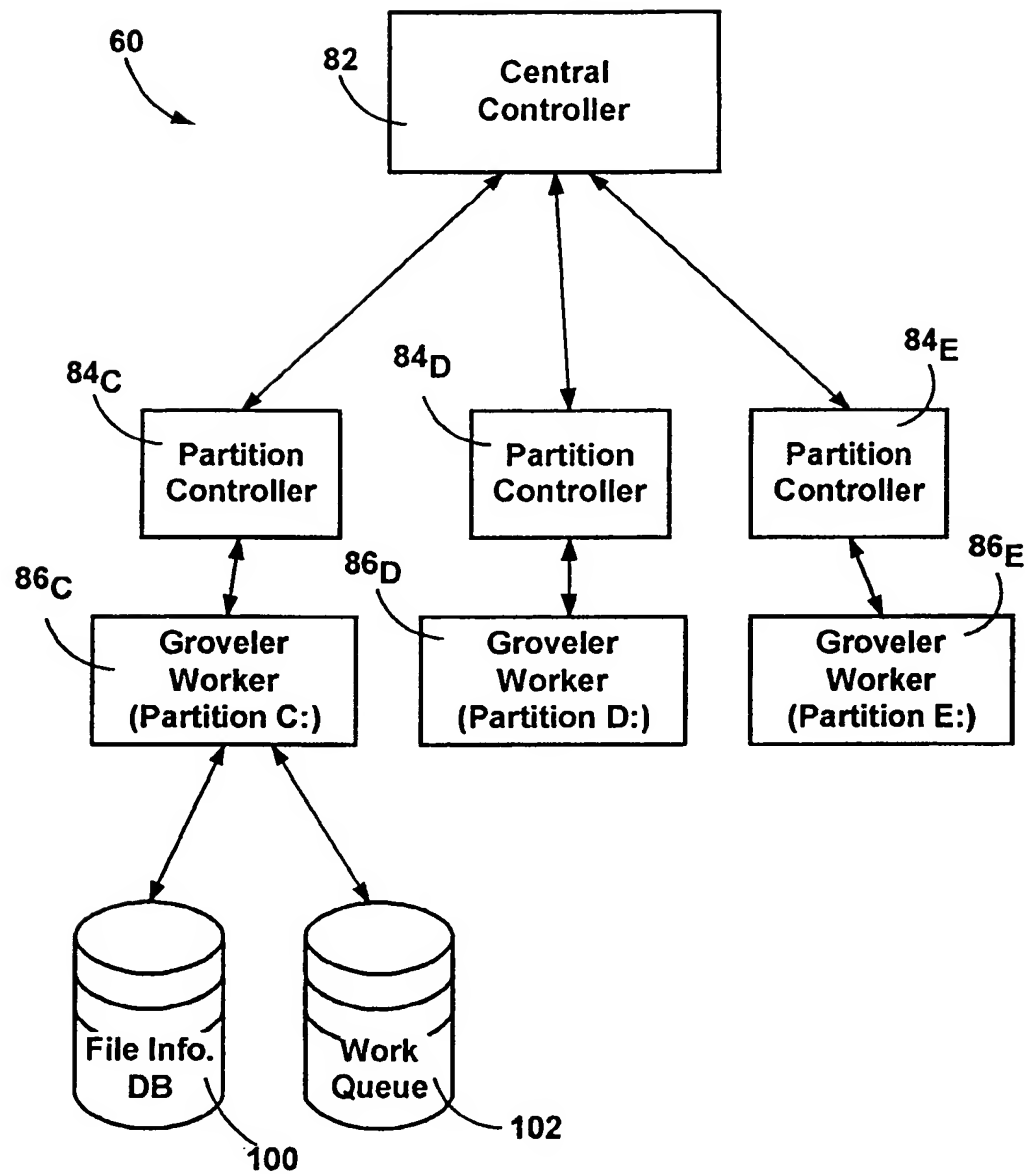 60
82
Central
Controller
84C
84D
84E
Partition
Controller
Partition
Controller
Partition
Controller
86C
86D
86E
Groveler
Worker
(Partition C:)
Groveler
Worker
(Partition D:)
Groveler
Worker
(Partition E:)
File Info.
DB
Work
Queue
100
102